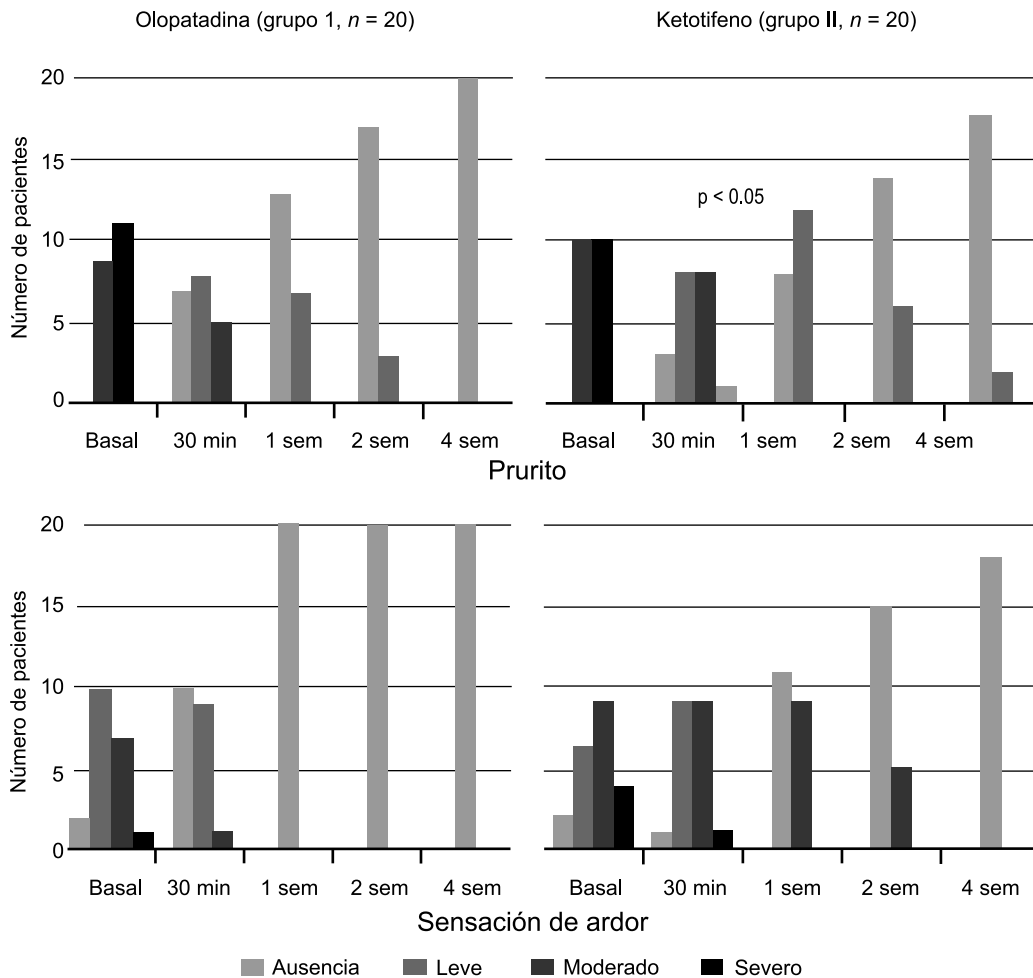 Olopatadina (grupo 1, n = 20)
Ketotifeno (grupo II, n = 20)
Número de pacientes
20
15
10
5
0
p < 0.05
Basal 30 min 1 sem 2 sem 4 sem
Basal 30 min 1 sem 2 sem 4 sem
Prurito
Número de pacientes
20
15
10
5
0
Basal 30 min 1 sem 2 sem 4 sem
Basal 30 min 1 sem 2 sem 4 sem
Sensación de ardor
Ausencia Leve Moderado Severo